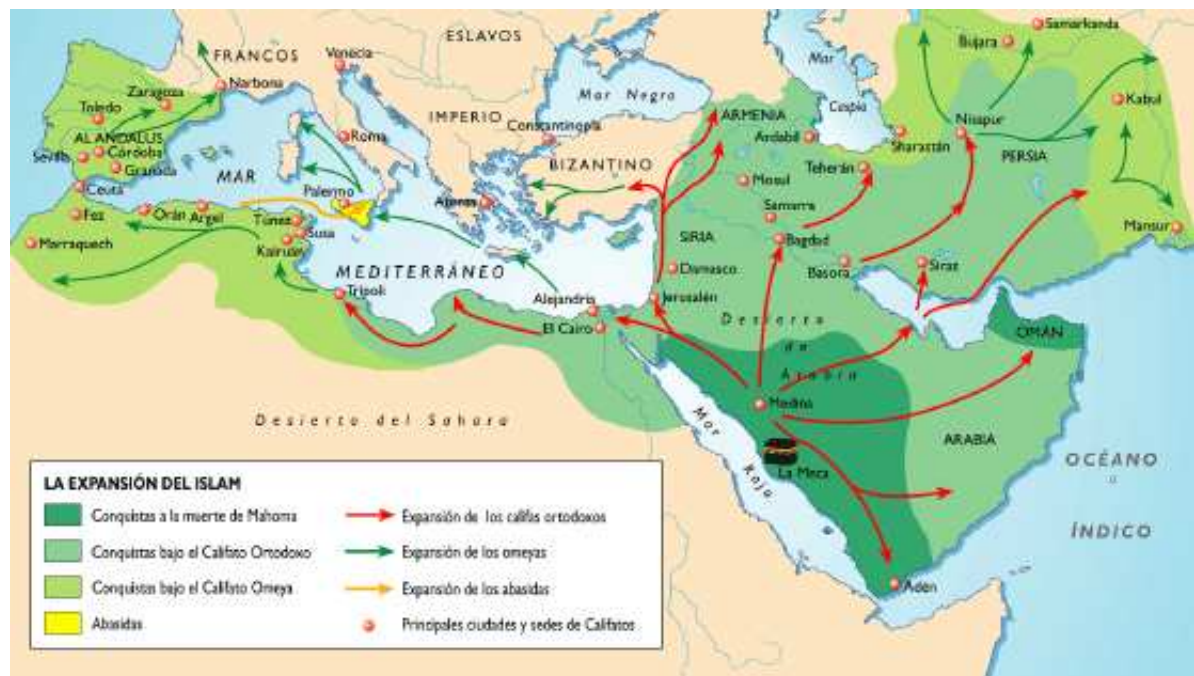 Samarkanda
Bujara
ESLAVOS
FRANCOS
Venecia
Mar
Caspio
Narbona
Zaragoza
Mar Negro
Kabul
Toledo
ARMENIA
IMPERIO
Nisapur
AL ANDALUS
Roma
Constantinopla
Ardabil
Sharastán
Córdoba
BIZANTINO
PERSIA
Sevilla
Granada
MAR
Teherán
Mosul
Ceuta
Palermo
Atenas
Samarra
Fez
Orán
Argel
Túnez
Mansur
Susa
SIRIA
Bagdad
Marraquech
Kairuán
Basora
Siraz
MEDITERRÁNEO
Damasco
Trípoli
Alejandría
Jerusalén
El Cairo
Desierto
de
Arabia
OMÁN
Medina
Desierto del Sahara
Mar Rojo
La Meca
ARABIA
OCÉANO
ÍNDICO
Adén
LA EXPANSIÓN DEL ISLAM
Conquistas a la muerte de Mahoma
Conquistas bajo el Califato Ortodoxo
Conquistas bajo el Califato Omeya
Abasidas
Expansión de los califas ortodoxos
Expansión de los omeyas
Expansión de los abasidas
Principales ciudades y sedes de Califatos